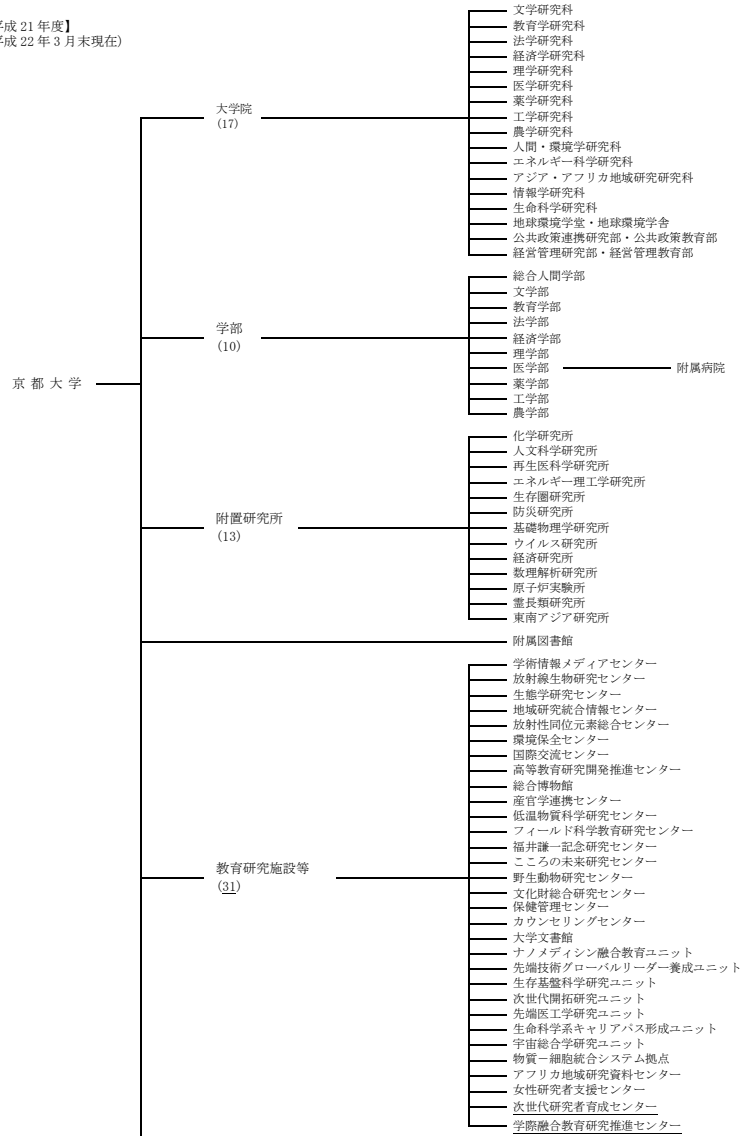 成 21 年度】
成 22 年 3 月末現在）
京 都 大 学
大学院
(17)
文学研究科
教育学研究科
法学研究科
経済学研究科
理学研究科
医学研究科
薬学研究科
工学研究科
農学研究科
人間・環境学研究科
エネルギー科学研究科
アジア・アフリカ地域研究研究科
情報学研究科
生命科学研究科
地球環境学堂・地球環境学舎
公共政策連携研究部・公共政策教育部
経営管理研究部・経営管理教育部
学部
(10)
総合人間学部
文学部
教育学部
法学部
経済学部
理学部
医学部 附属病院
薬学部
工学部
農学部
附置研究所
(13)
化学研究所
人文科学研究所
再生医科学研究所
エネルギー理工学研究所
生存圏研究所
防災研究所
基礎物理学研究所
ウイルス研究所
経済研究所
数理解析研究所
原子炉実験所
霊長類研究所
東南アジア研究所
附属図書館
教育研究施設等
(31)
学術情報メディアセンター
放射線生物研究センター
生態学研究センター
地域研究統合情報センター
放射性同位元素総合センター
環境保全センター
国際交流センター
高等教育研究開発推進センター
総合博物館
産官学連携センター
低温物質科学研究センター
フィールド科学教育研究センター
福井謙一記念研究センター
こころの未来研究センター
野生動物研究センター
文化財総合研究センター
保健管理センター
カウンセリングセンター
大学文書館
ナノメディシン融合教育ユニット
先端技術グローバルリーダー養成ユニット
生存基盤科学研究ユニット
次世代開拓研究ユニット
先端医工学研究ユニット
生命科学系キャリアパス形成ユニット
宇宙総合学研究ユニット
物質－細胞統合システム拠点
アフリカ地域研究資料センター
女性研究者支援センター
次世代研究者育成センター
学際融合教育研究推進センター